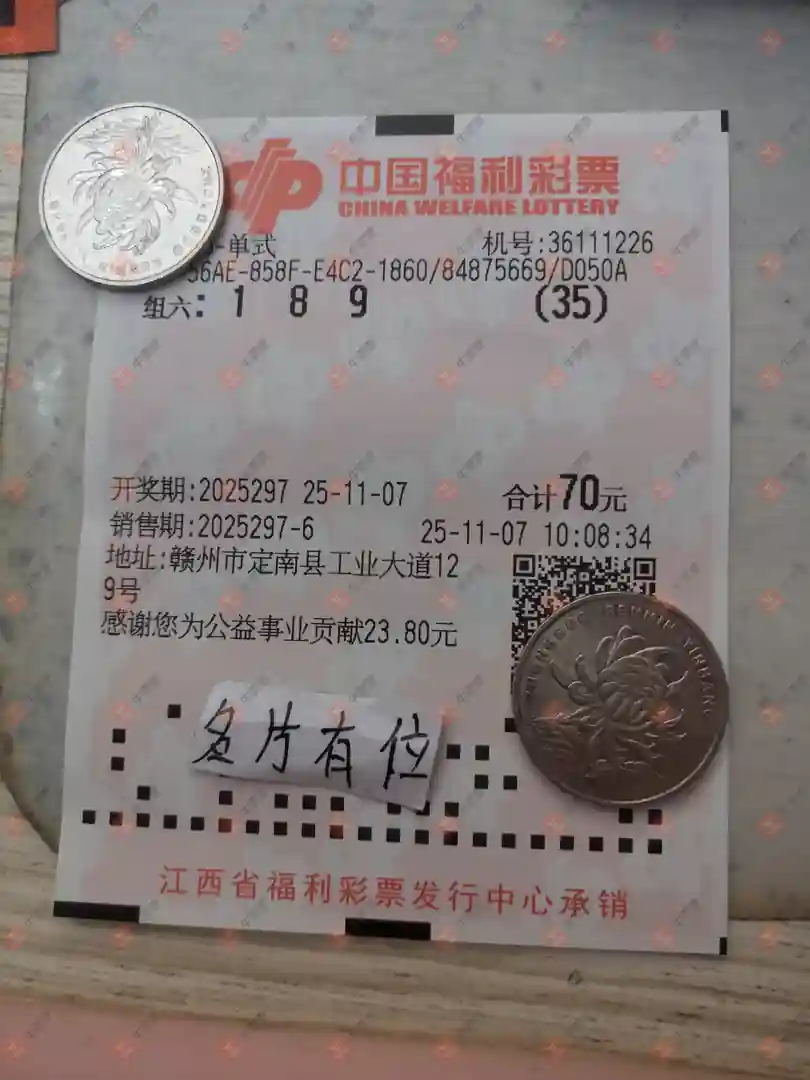 中国福利彩票
CHINA WELFARE LOTTERY
-单式 机号:36111226
56AE-858F-E4C2-1860/84875669/D050A
组六: 1 8 9 (35)
开奖期:2025297 25-11-07 合计70元
销售期:2025297-6 25-11-07 10:08:34
地址:赣州市定南县工业大道12
9号
感谢您为公益事业贡献23.80元
名片有位
江西省福利彩票发行中心承销